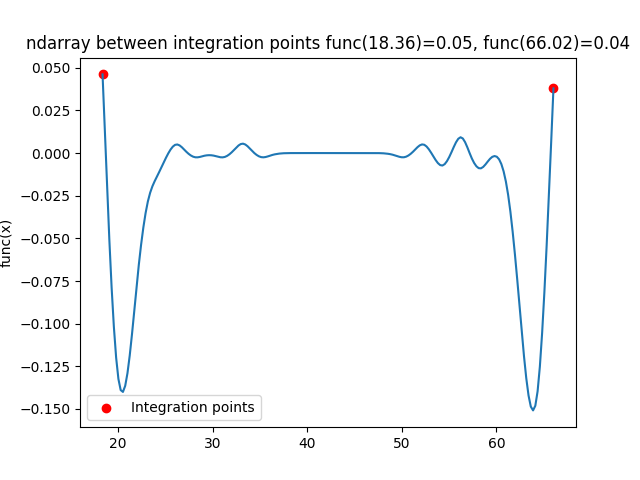 ndarray between integration points func(18.36)=0.05, func(66.02)=0.04
func(x)
0.050
0.025
0.000
−0.025
−0.050
−0.075
−0.100
−0.125
−0.150
Integration points
20 30 40 50 60